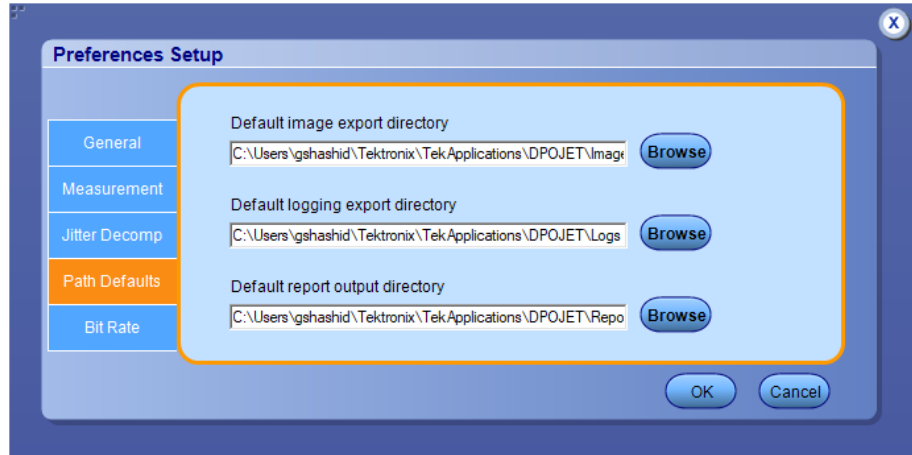 X
Preferences Setup
General
Measurement
Jitter Decomp
Path Defaults
Bit Rate
Default image export directory
C:\Users\gshashid\Tektronix\TekApplications\DPOJET\Image
Browse
Default logging export directory
C:\Users\gshashid\Tektronix\TekApplications\DPOJET\Logs
Browse
Default report output directory
C:\Users\gshashid\Tektronix\TekApplications\DPOJET\Repo
Browse
OK
Cancel